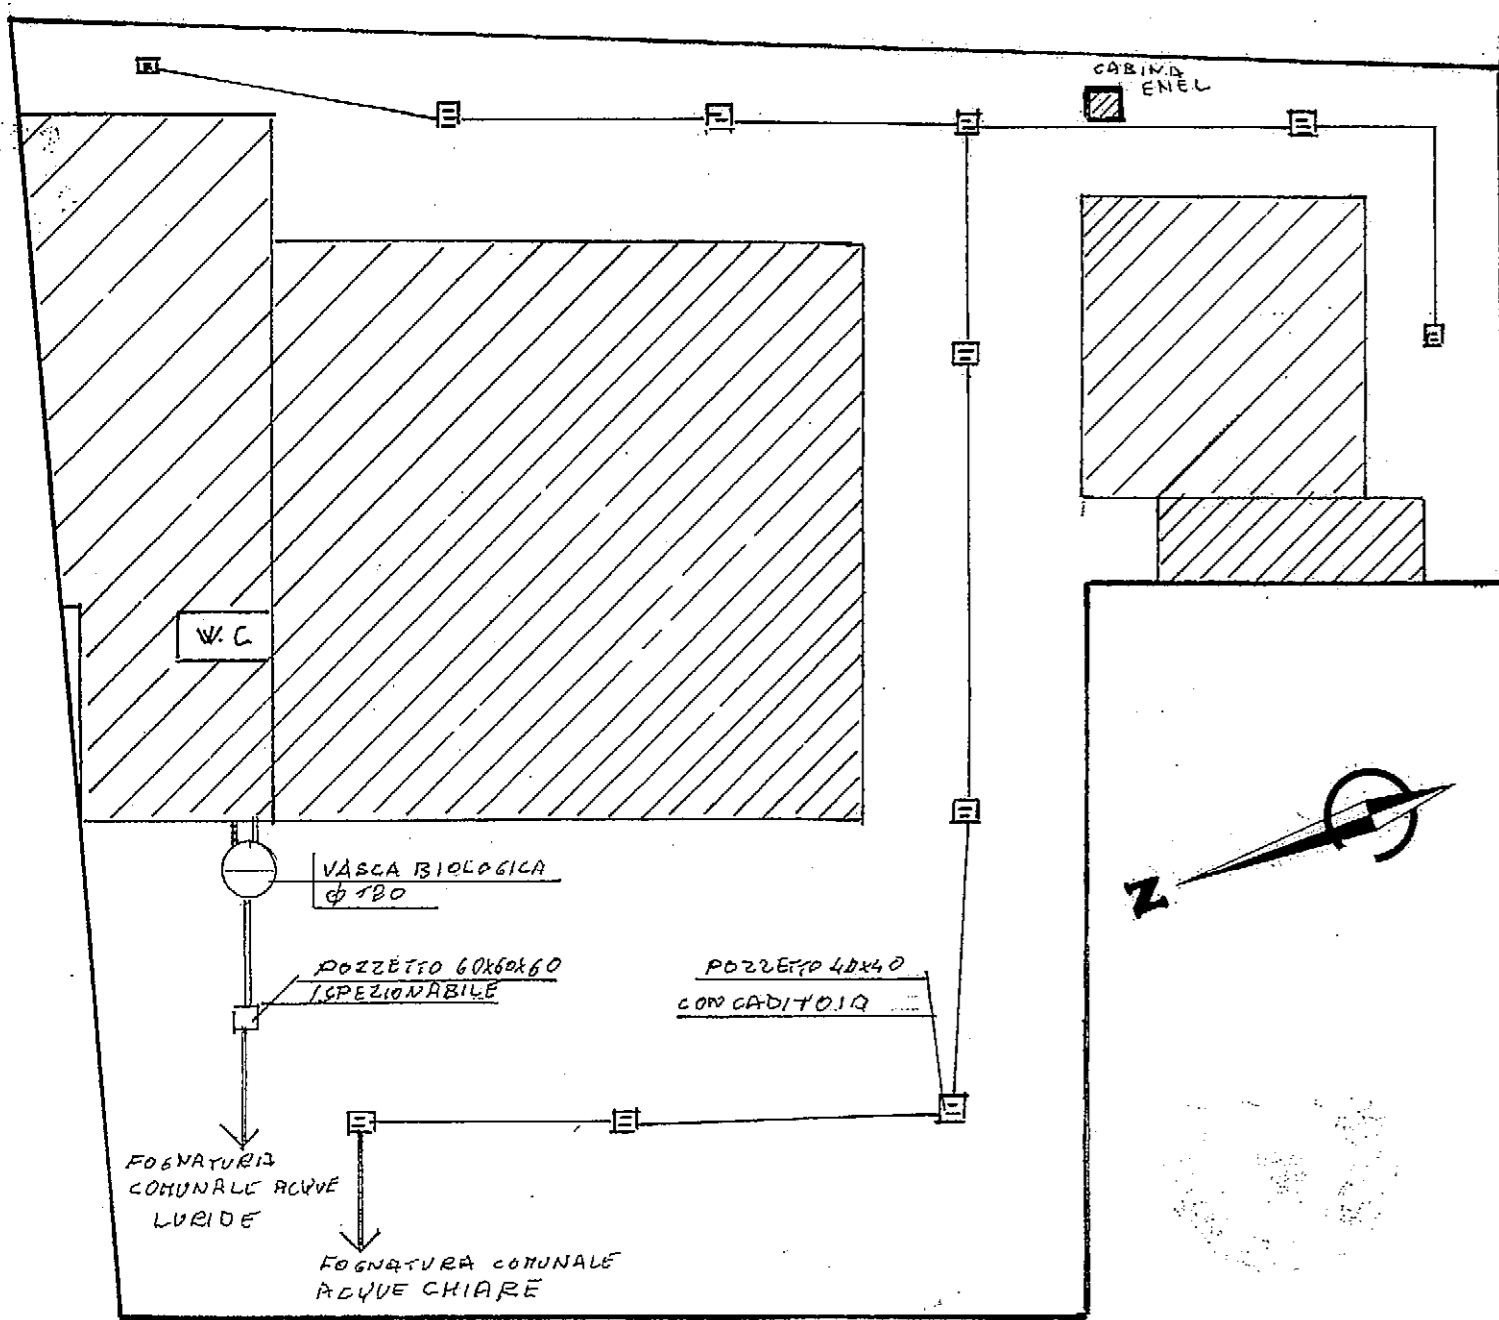 CABINA
ENEL
W.C
VASCA BIOLOGICA
φ 120
POZZETTO 60X60X60
ISPEZIONABILE
POZZETTO 40X40
CON CADITOIA
N
FOGNATURA
COMUNALE ACQUE
LURIDE
FOGNATURA COMUNALE
ACQUE CHIARE